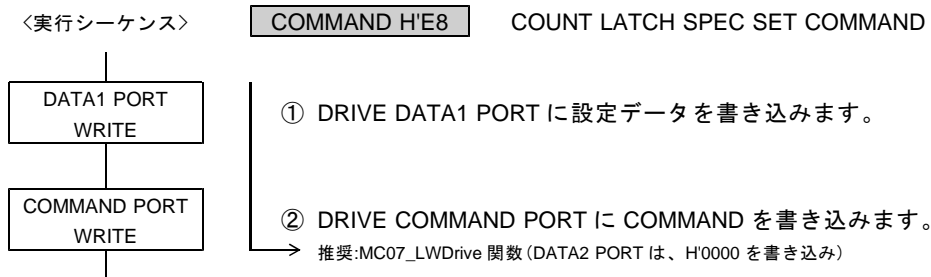 〈実行シーケンス〉
COMMAND H'E8 COUNT LATCH SPEC SET COMMAND
DATA1 PORT
WRITE
① DRIVE DATA1 PORT に設定データを書き込みます。
COMMAND PORT
WRITE
② DRIVE COMMAND PORT に COMMAND を書き込みます。
推奨:MC07_LWDrive 関数(DATA2 PORT は、H'0000 を書き込み)